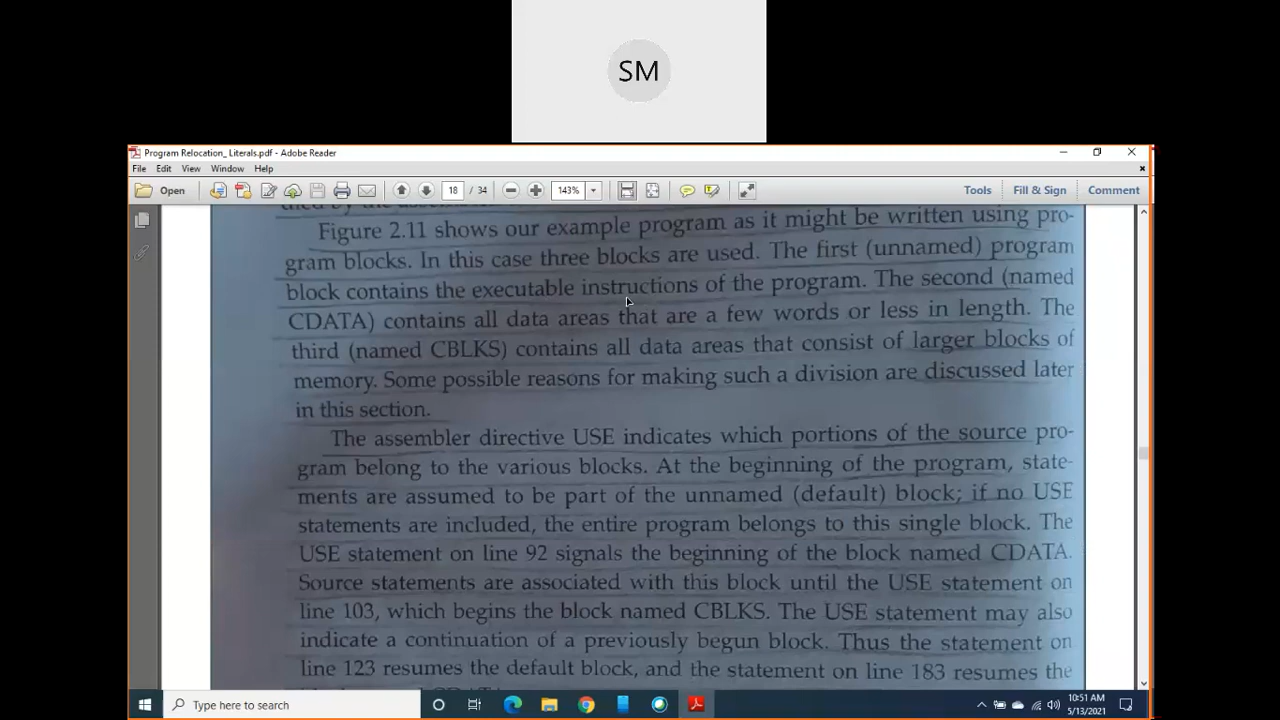 SM
Program Relocation_ Literals.pdf - Adobe Reader
File Edit View Window Help
Open 18 / 34 143% Tools Fill & Sign Comment
Figure 2.11 shows our example program as it might be written using pro-
gram blocks. In this case three blocks are used. The first (unnamed) program
block contains the executable instructions of the program. The second (named
CDATA) contains all data areas that are a few words or less in length. The
third (named CBLKS) contains all data areas that consist of larger blocks of
memory. Some possible reasons for making such a division are discussed later
in this section.
The assembler directive USE indicates which portions of the source pro-
gram belong to the various blocks. At the beginning of the program, state-
ments are assumed to be part of the unnamed (default) block; if no USE
statements are included, the entire program belongs to this single block. The
USE statement on line 92 signals the beginning of the block named CDATA.
Source statements are associated with this block until the USE statement on
line 103, which begins the block named CBLKS. The USE statement may also
indicate a continuation of a previously begun block. Thus the statement on
line 123 resumes the default block, and the statement on line 183 resumes the
Type here to search
10:51 AM
5/13/2021